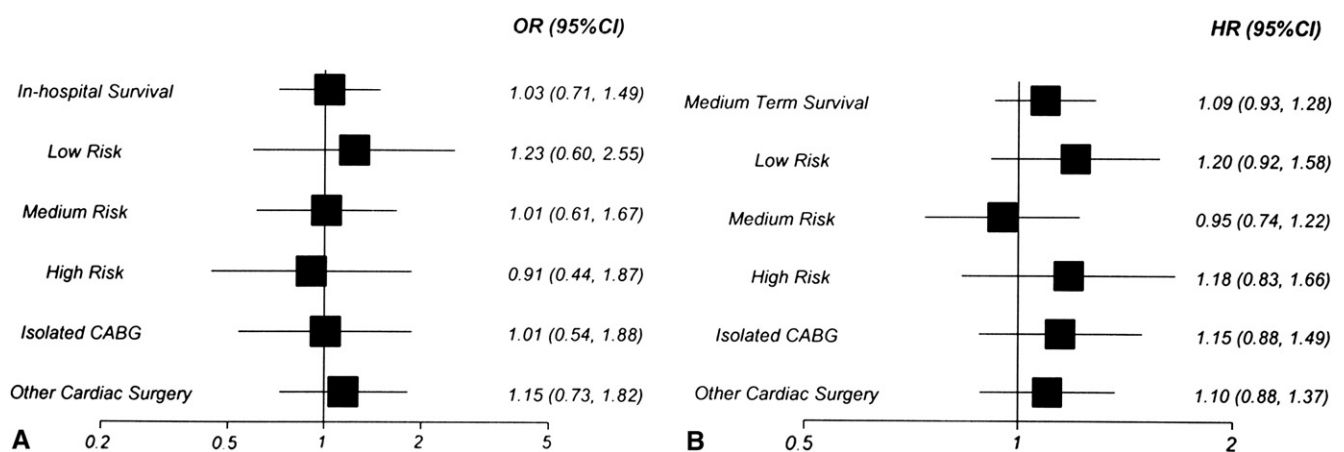 OR (95%CI)
In-hospital Survival 1.03 (0.71, 1.49)
Low Risk 1.23 (0.60, 2.55)
Medium Risk 1.01 (0.61, 1.67)
High Risk 0.91 (0.44, 1.87)
Isolated CABG 1.01 (0.54, 1.88)
Other Cardiac Surgery 1.15 (0.73, 1.82)
A 0.2 0.5 1 2 5
HR (95%CI)
Medium Term Survival 1.09 (0.93, 1.28)
Low Risk 1.20 (0.92, 1.58)
Medium Risk 0.95 (0.74, 1.22)
High Risk 1.18 (0.83, 1.66)
Isolated CABG 1.15 (0.88, 1.49)
Other Cardiac Surgery 1.10 (0.88, 1.37)
B 0.5 1 2